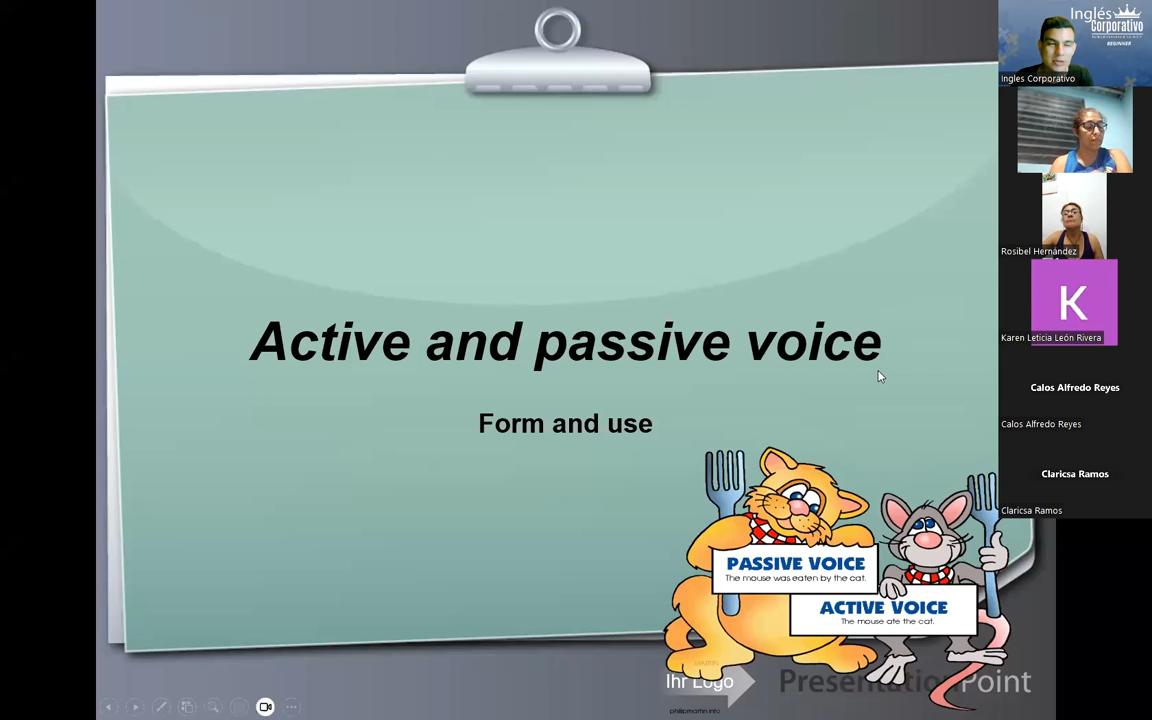 Active and passive voice
Form and use
PASSIVE VOICE
The mouse was eaten by the cat.
ACTIVE VOICE
The mouse ate the cat.
Ihr Logo
PresentationPoint
philipmartin.info
Inglés
Corporativo
BEGINNER
Ingles Corporativo
Rosibel Hernández
K
Karen Leticia León Rivera
Calos Alfredo Reyes
Calos Alfredo Reyes
Claricsa Ramos
Claricsa Ramos